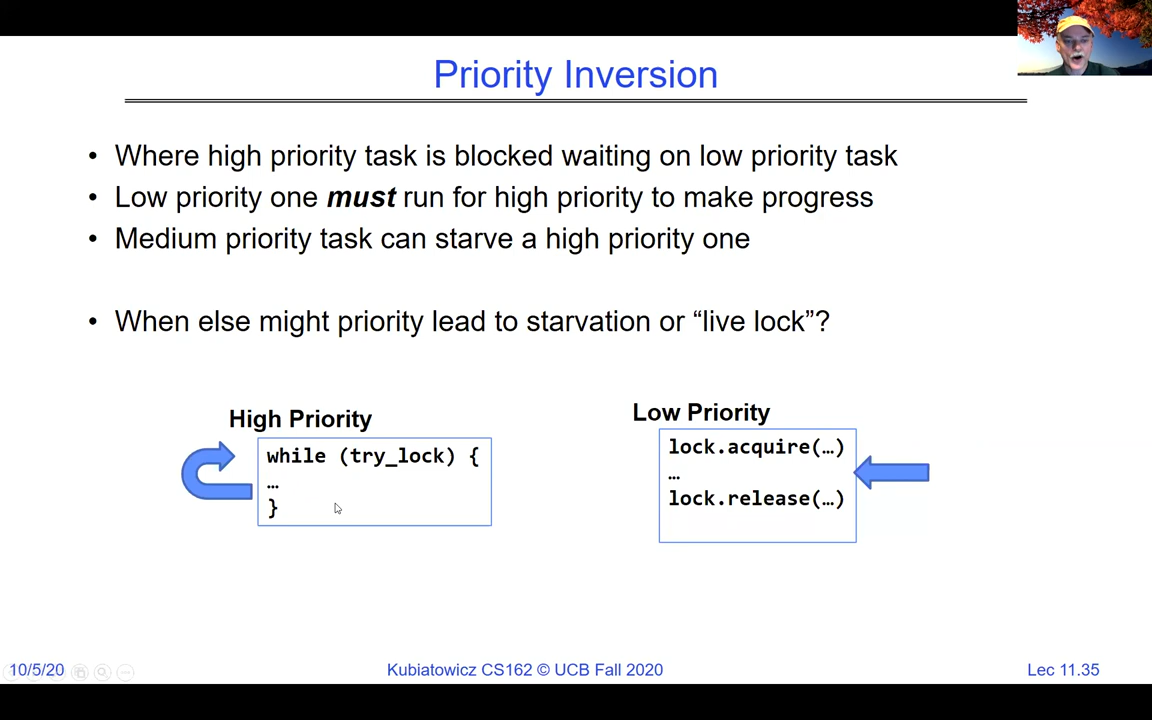 Priority Inversion
• Where high priority task is blocked waiting on low priority task
• Low priority one must run for high priority to make progress
• Medium priority task can starve a high priority one
• When else might priority lead to starvation or “live lock”?
High Priority
while (try_lock) {
…
}
Low Priority
lock.acquire(…)
…
lock.release(…)
10/5/20
Kubiatowicz CS162 © UCB Fall 2020
Lec 11.35